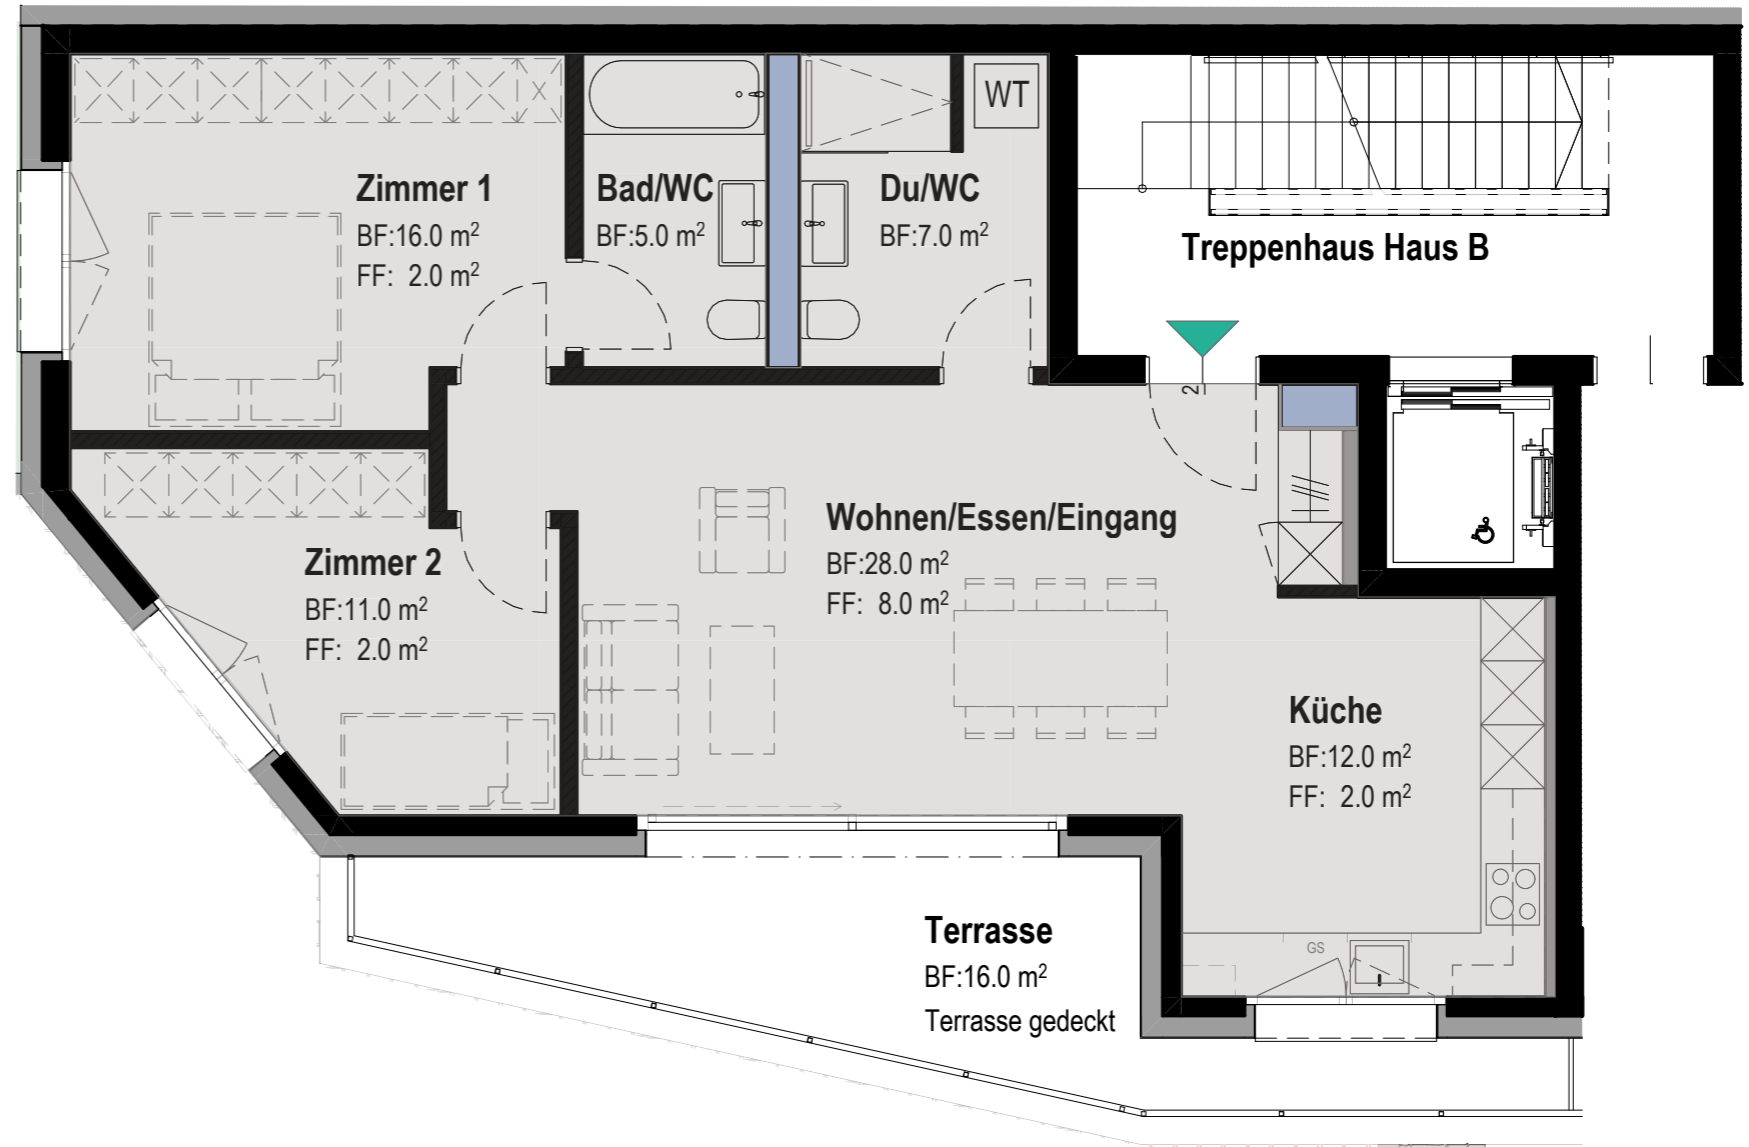 WT
Zimmer 1
BF:16.0 m²
FF: 2.0 m²
Bad/WC
BF:5.0 m²
Du/WC
BF:7.0 m²
Treppenhaus Haus B
2
Wohnen/Essen/Eingang
BF:28.0 m²
FF: 8.0 m²
Zimmer 2
BF:11.0 m²
FF: 2.0 m²
Küche
BF:12.0 m²
FF: 2.0 m²
GS
Terrasse
BF:16.0 m²
Terrasse gedeckt